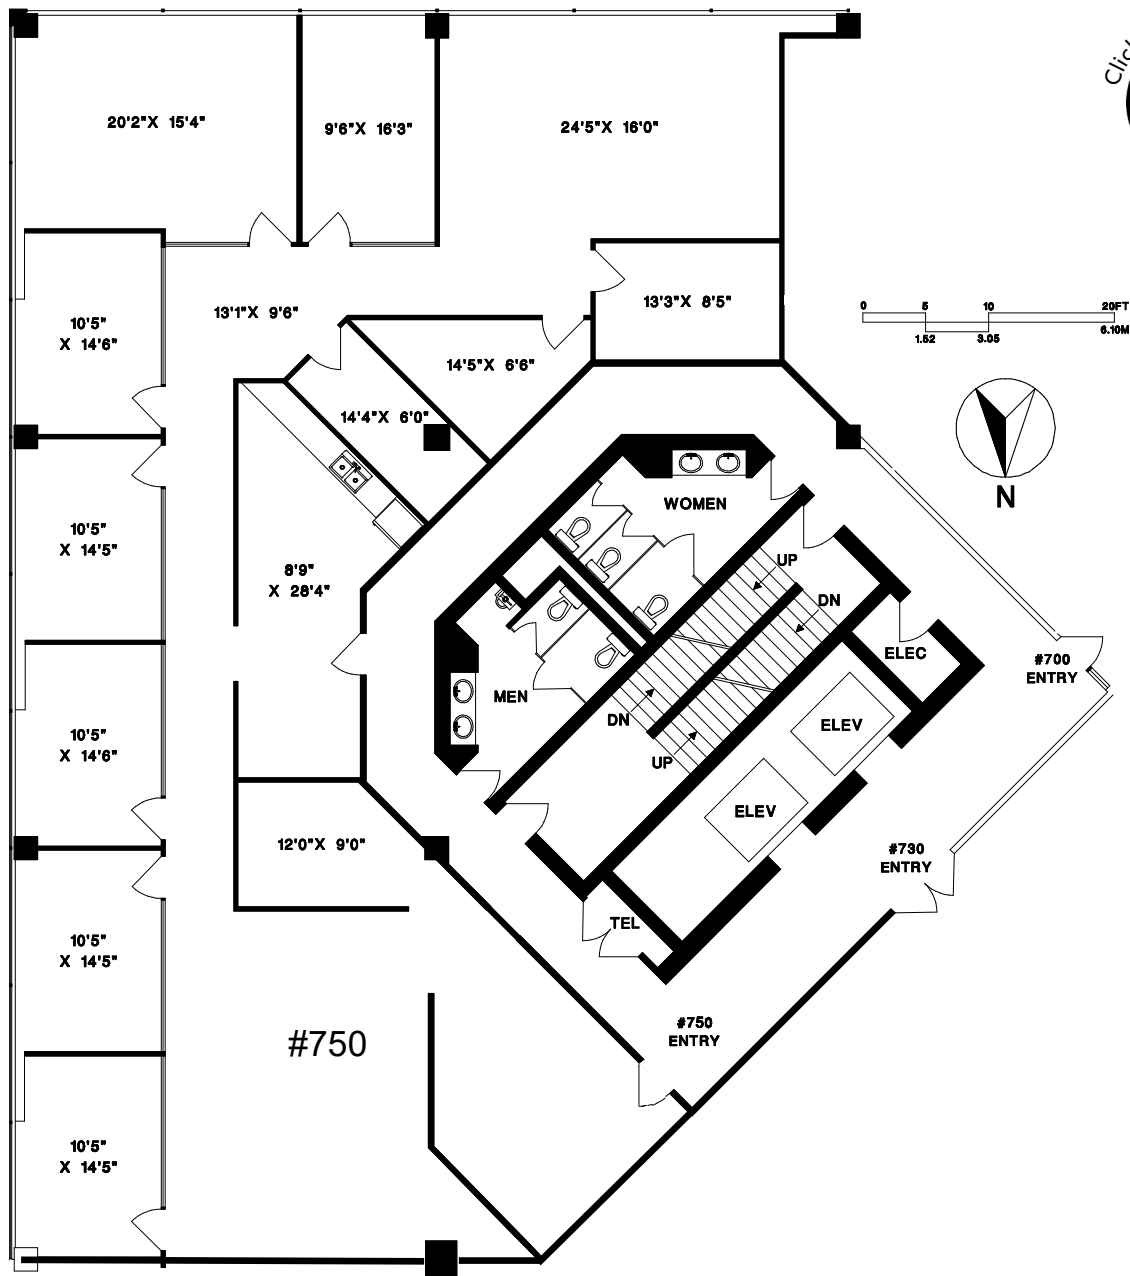 Clic
20'2"X 15'4"
9'6"X 16'3"
24'5"X 16'0"
13'1"X 9'6"
13'3"X 8'5"
0 5 10 20FT
1.52 3.05 6.10M
10'5"
X 14'6"
14'5"X 6'6"
14'4"X 6'0"
N
WOMEN
10'5"
X 14'5"
8'9"
X 28'4"
UP
DN
ELEC
#700
ENTRY
MEN
DN
UP
ELEV
ELEV
10'5"
X 14'6"
12'0"X 9'0"
#730
ENTRY
TEL
10'5"
X 14'5"
#750
#750
ENTRY
10'5"
X 14'5"